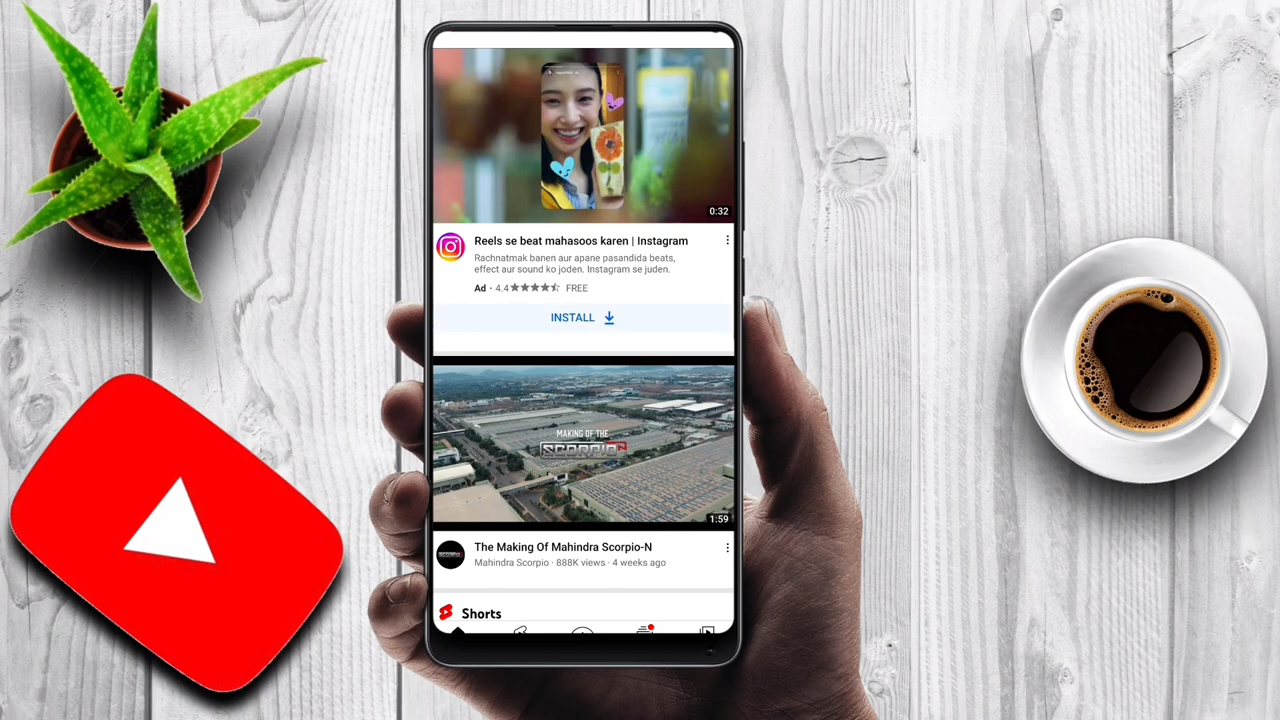 0:32
Reels se beat mahasoos karen | Instagram
Rachnatmak banen aur apane pasandida beats,
effect aur sound ko joden. Instagram se juden.
Ad · 4.4 FREE
INSTALL
MAKING OF THE
SCORPIO N
1:59
The Making Of Mahindra Scorpio-N
Mahindra Scorpio · 888K views · 4 weeks ago
Shorts